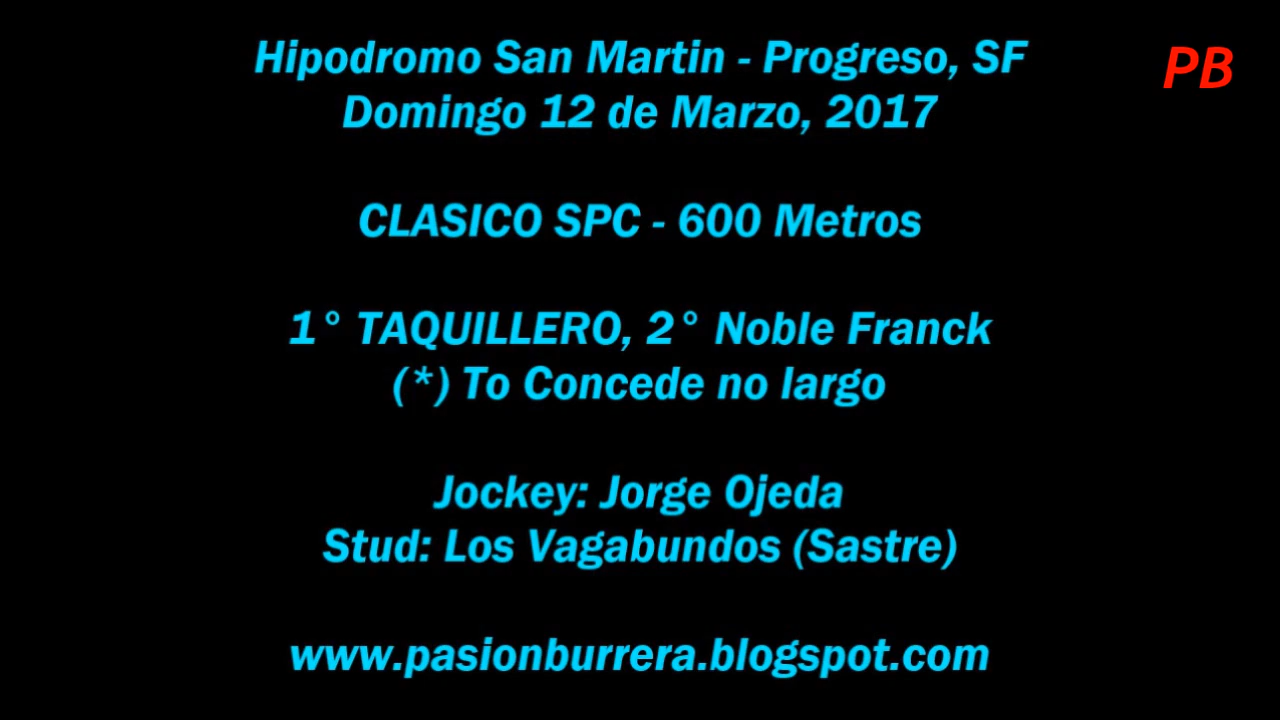 Hipodromo San Martin - Progreso, SF
PB
Domingo 12 de Marzo, 2017
CLASICO SPC - 600 Metros
1° TAQUILLERO, 2° Noble Franck
(*) To Concede no largo
Jockey: Jorge Ojeda
Stud: Los Vagabundos (Sastre)
www.pasionburrera.blogspot.com